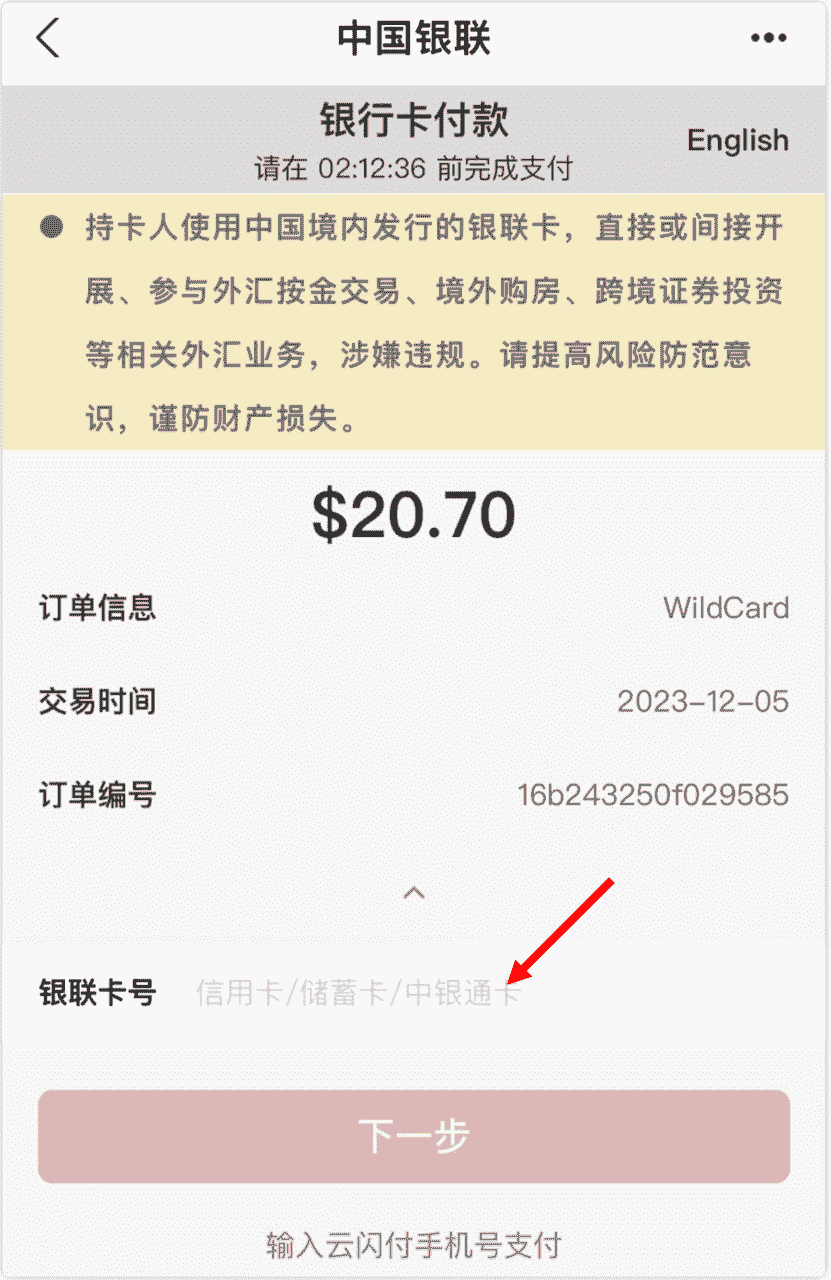 中国银联
银行卡付款
请在 02:12:36 前完成支付
English
持卡人使用中国境内发行的银联卡，直接或间接开
展、参与外汇按金交易、境外购房、跨境证券投资
等相关外汇业务，涉嫌违规。请提高风险防范意
识，谨防财产损失。
$20.70
订单信息 WildCard
交易时间 2023-12-05
订单编号 16b243250f029585
银联卡号 信用卡/储蓄卡/中银通卡
下一步
输入云闪付手机号支付